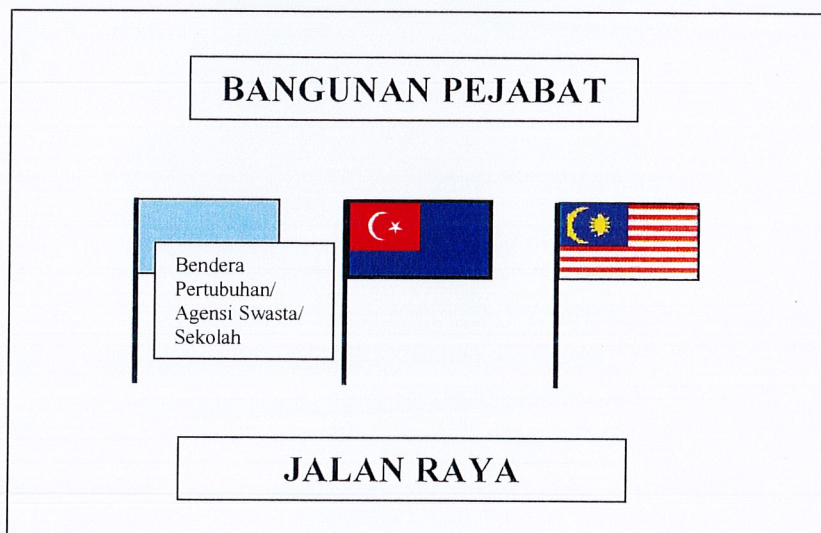 BANGUNAN PEJABAT
Bendera
Pertubuhan/
Agensi Swasta/
Sekolah
JALAN RAYA